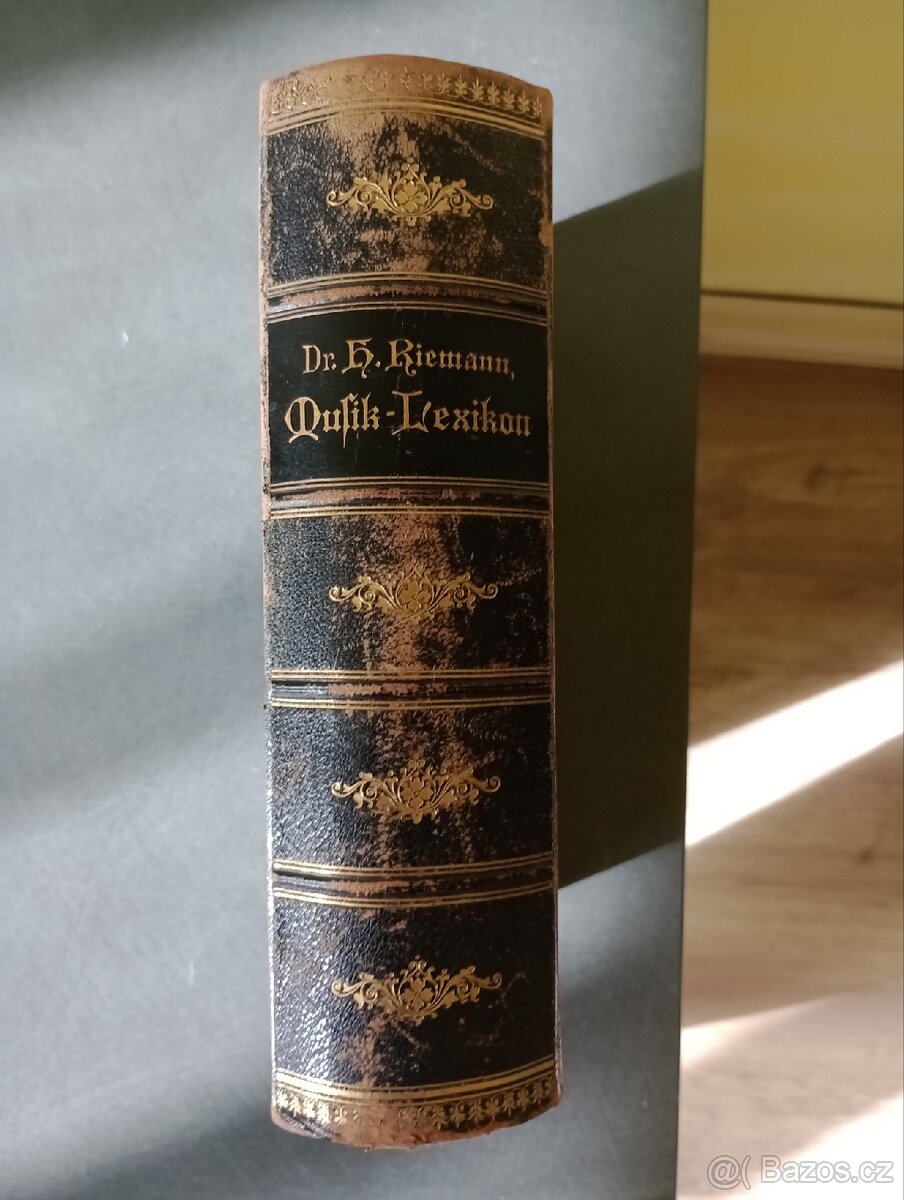 Dr. H. Riemann,
Muſik-Lexikon
@( Bazos.cz